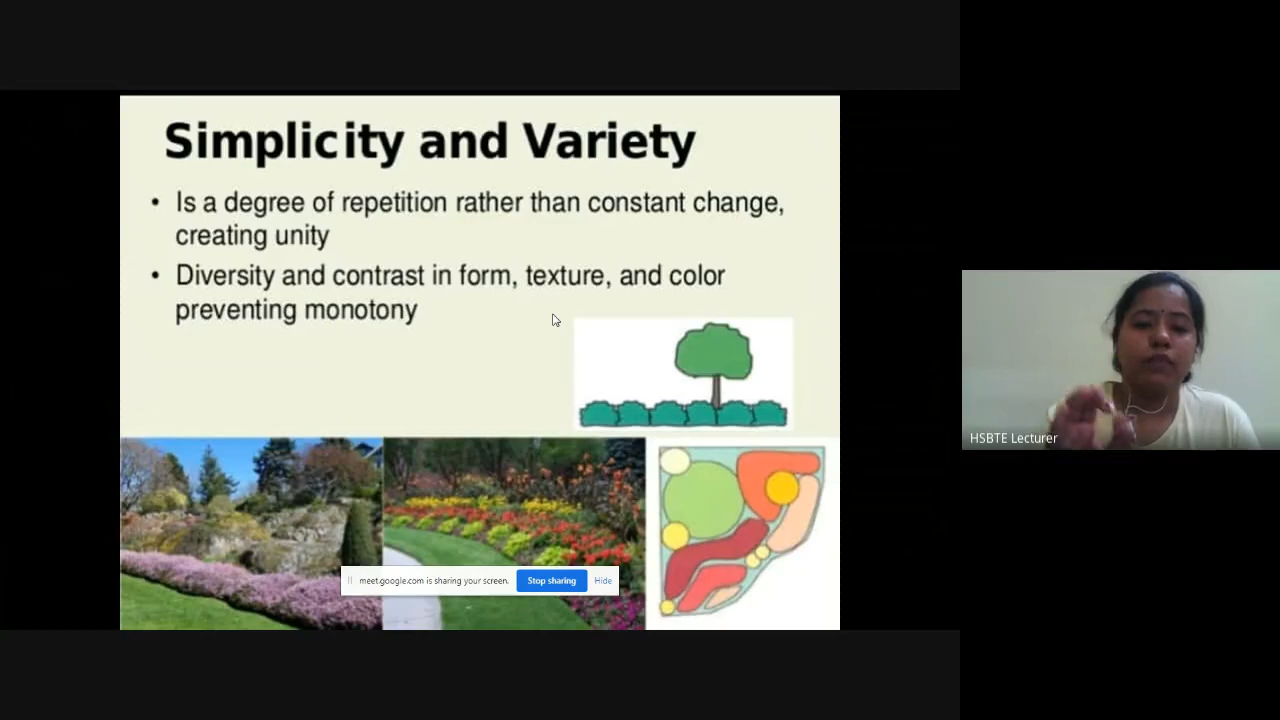 Simplicity and Variety
• Is a degree of repetition rather than constant change,
creating unity
• Diversity and contrast in form, texture, and color
preventing monotony
HSBTE Lecturer
meet.google.com is sharing your screen. Stop sharing Hide